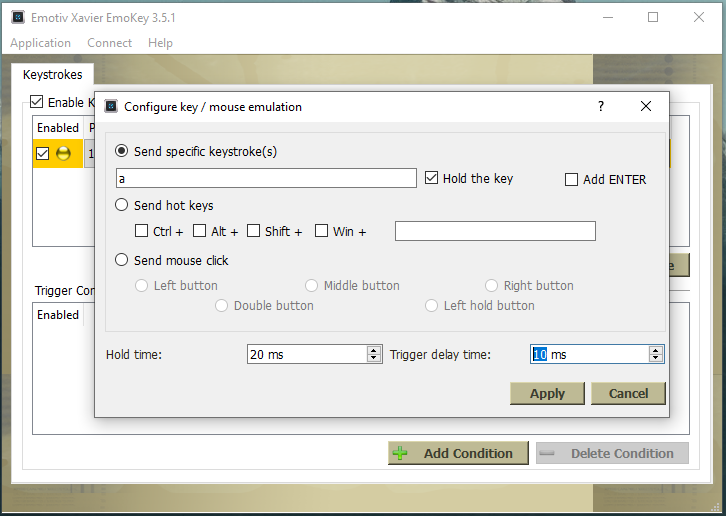 Emotiv Xavier EmoKey 3.5.1
Application Connect Help
Keystrokes
Enable K
Enabled P
1
Configure key / mouse emulation
?
Send specific keystroke(s)
a Hold the key Add ENTER
Send hot keys
Ctrl + Alt + Shift + Win +
Send mouse click
Left button Middle button Right button
Double button Left hold button
Hold time: 20 ms Trigger delay time: 10 ms
Apply Cancel
e
Trigger Con
Enabled
Add Condition Delete Condition